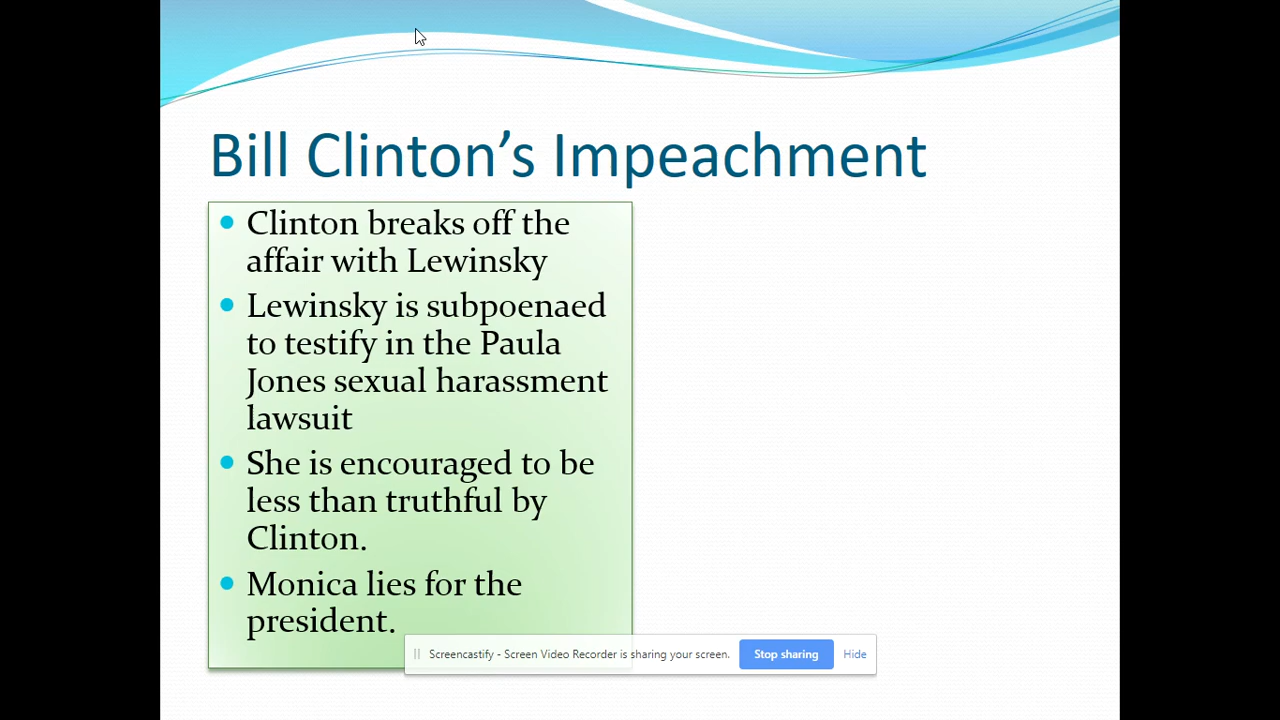 Bill Clinton’s Impeachment
Clinton breaks off the
affair with Lewinsky
Lewinsky is subpoenaed
to testify in the Paula
Jones sexual harassment
lawsuit
She is encouraged to be
less than truthful by
Clinton.
Monica lies for the
president.
Screencastify - Screen Video Recorder is sharing your screen. Stop sharing Hide